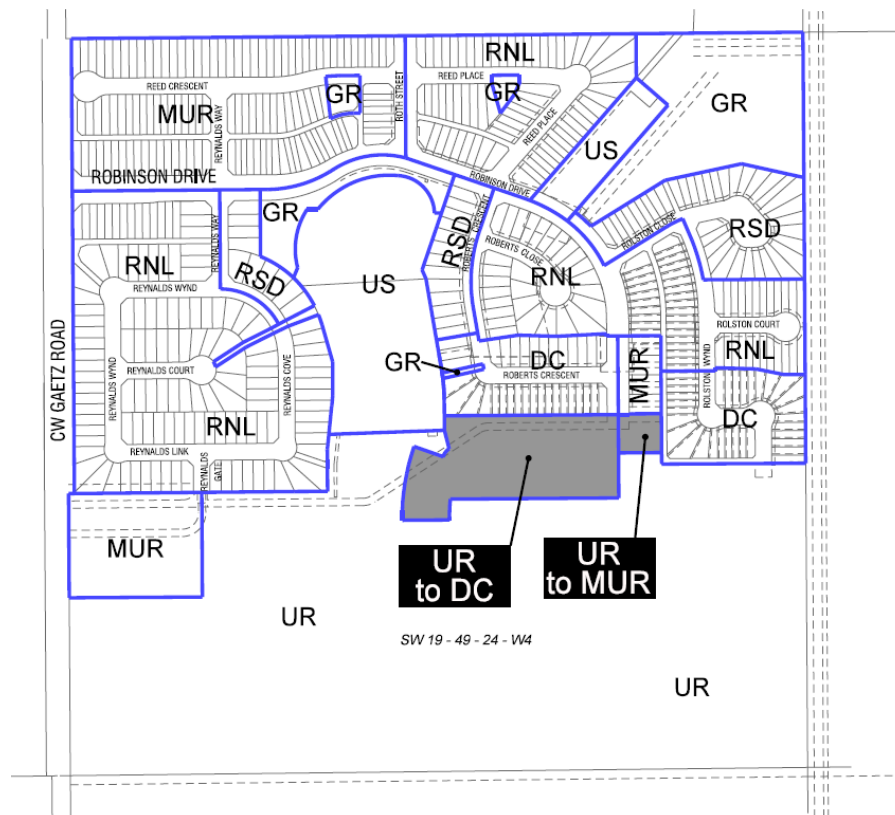 RNL
REED CRESCENT
REED PLACE
GR
GR
GR
MUR
REYNALDS WAY
ROTH STREET
REED PLACE
US
ROBINSON DRIVE
ROBINSON DRIVE
GR
REYNALDS WAY
RSD
ROBERTS CRESCENT
ROBERTS CLOSE
ROLSTON CLOSE
RSD
RNL
REYNALDS WYND
RSD
US
RNL
CW GAETZ ROAD
REYNALDS WYND
REYNALDS COURT
REYNALDS COVE
GR
DC
ROBERTS CRESCENT
MUR
ROLSTON WYND
ROLSTON COURT
RNL
RNL
DC
REYNALDS LINK
REYNALDS
GATE
MUR
UR
to DC
UR
to MUR
UR
SW 19 - 49 - 24 - W4
UR